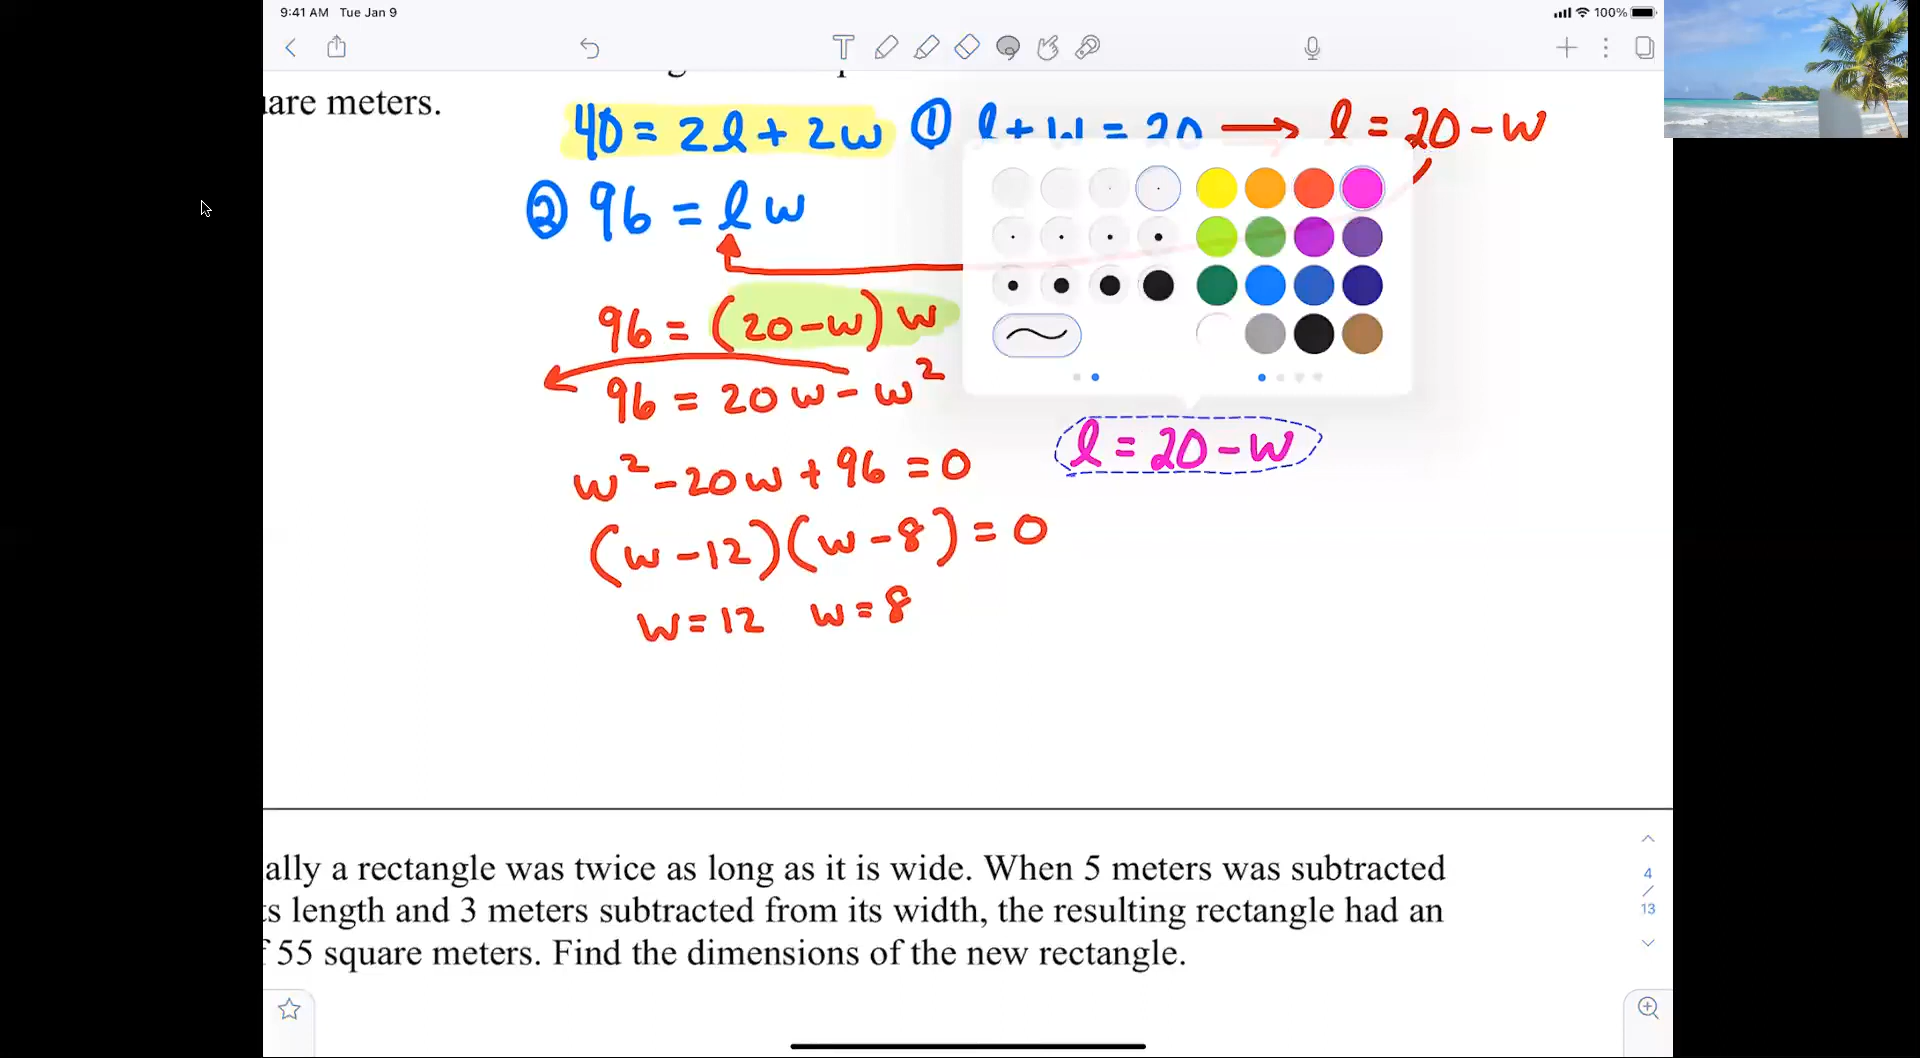 9:41 AM Tue Jan 9
100%
uare meters.
40 = 2l + 2w ① l + w = 20 → l = 20 - w
② 96 = l w
96 = (20 - w) w
96 = 20w - w²
w² - 20w + 96 = 0
l = 20 - w
(w - 12)(w - 8) = 0
w = 12 w = 8
ally a rectangle was twice as long as it is wide. When 5 meters was subtracted
ts length and 3 meters subtracted from its width, the resulting rectangle had an
f 55 square meters. Find the dimensions of the new rectangle.
4
/
13